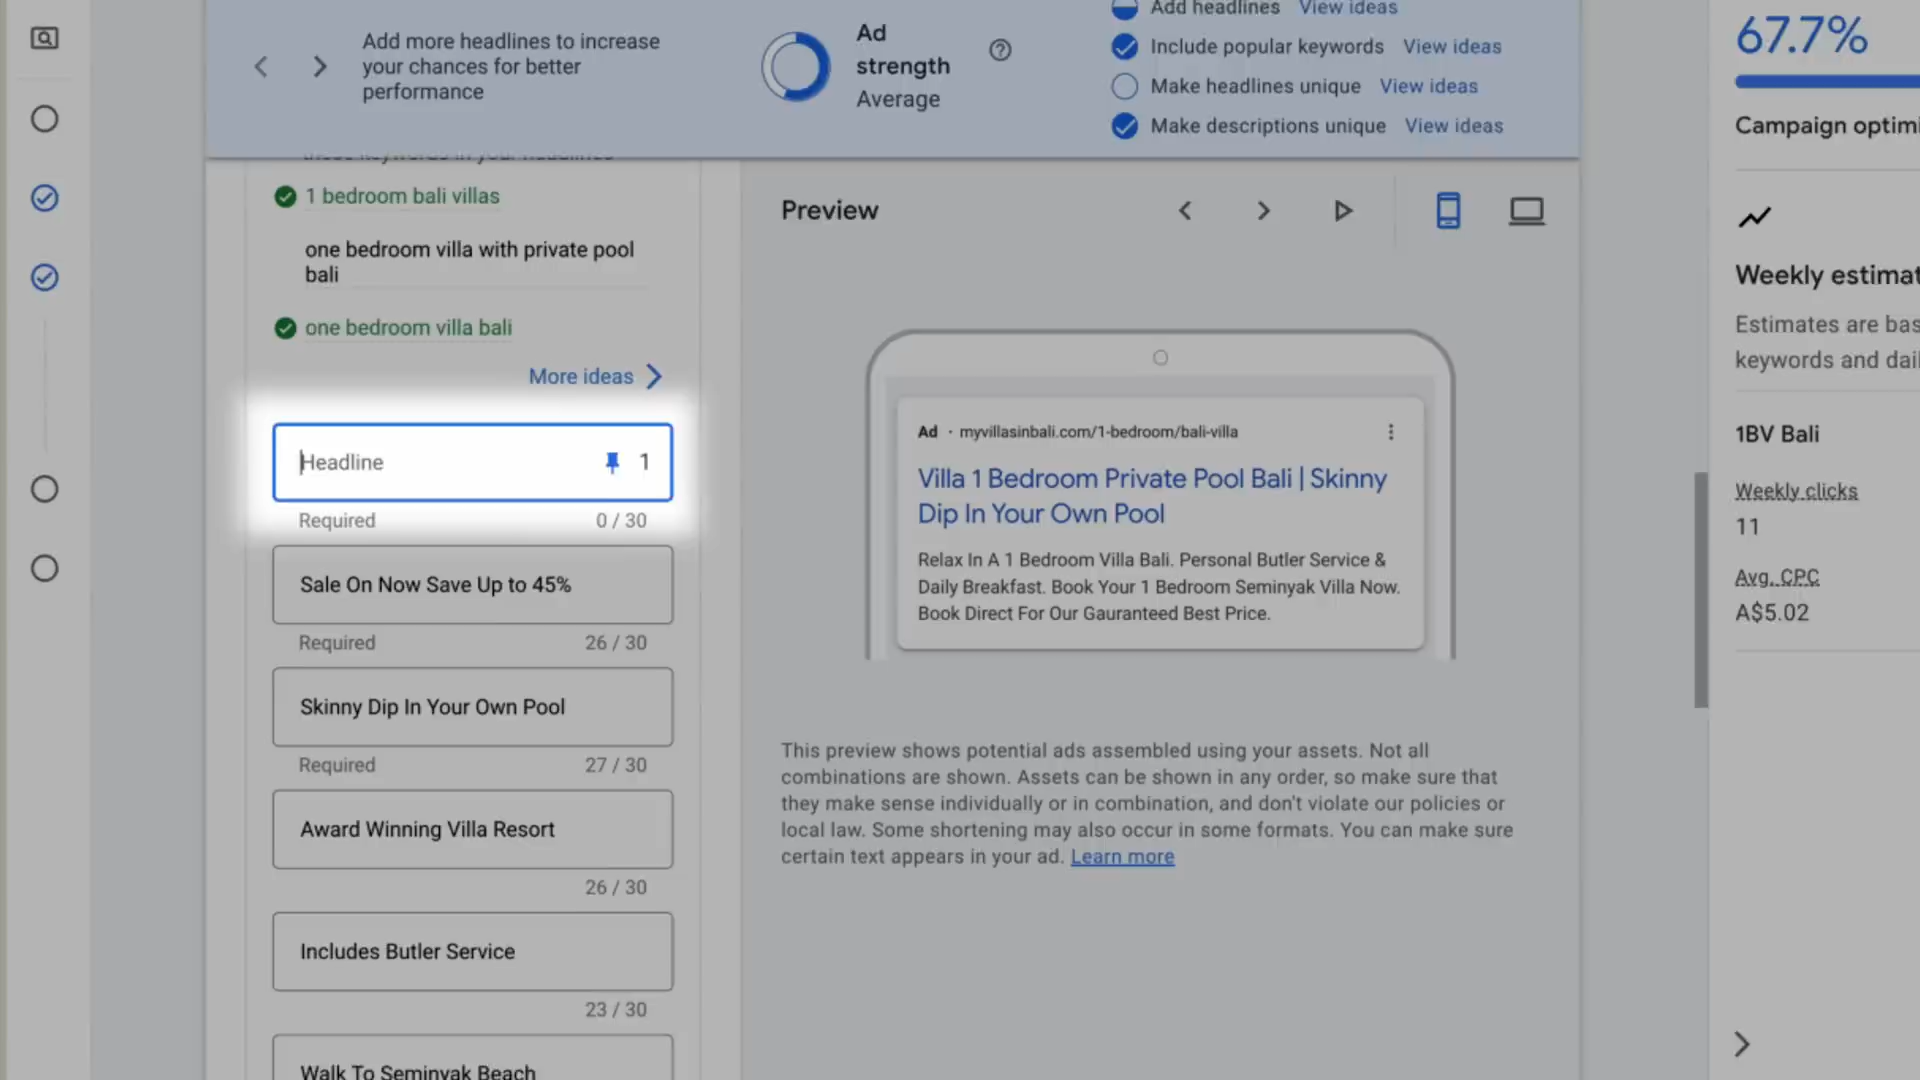 Add more headlines to increase
your chances for better
performance
Ad
strength
Average
Add headlines View ideas
Include popular keywords View ideas
Make headlines unique View ideas
Make descriptions unique View ideas
67.7%
Campaign optimi
these keywords in your headlines
1 bedroom bali villas
one bedroom villa with private pool
bali
one bedroom villa bali
More ideas
Headline 1
Required 0 / 30
Sale On Now Save Up to 45%
Required 26 / 30
Skinny Dip In Your Own Pool
Required 27 / 30
Award Winning Villa Resort
26 / 30
Includes Butler Service
23 / 30
Walk To Seminyak Beach
Preview
Ad · myvillasinbali.com/1-bedroom/bali-villa
Villa 1 Bedroom Private Pool Bali | Skinny
Dip In Your Own Pool
Relax In A 1 Bedroom Villa Bali. Personal Butler Service &
Daily Breakfast. Book Your 1 Bedroom Seminyak Villa Now.
Book Direct For Our Gauranteed Best Price.
This preview shows potential ads assembled using your assets. Not all
combinations are shown. Assets can be shown in any order, so make sure that
they make sense individually or in combination, and don't violate our policies or
local law. Some shortening may also occur in some formats. You can make sure
certain text appears in your ad. Learn more
Weekly estimat
Estimates are bas
keywords and dail
1BV Bali
Weekly clicks
11
Avg. CPC
A$5.02